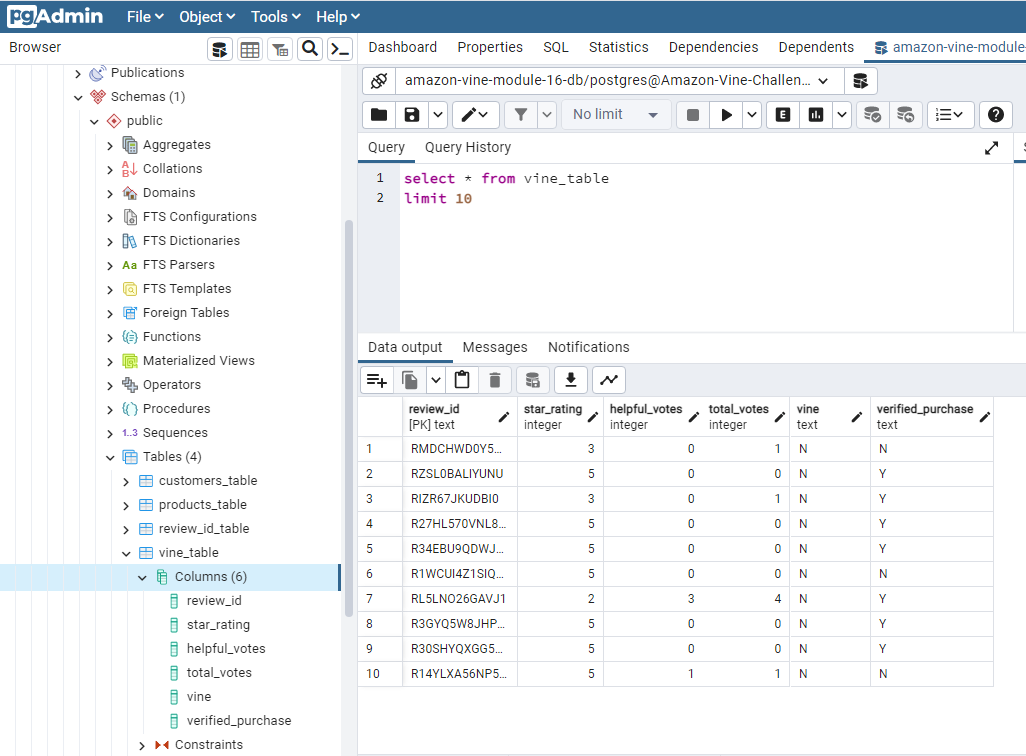 pgAdmin File Object Tools Help
Browser
Dashboard Properties SQL Statistics Dependencies Dependents amazon-vine-module
Publications
Schemas (1)
public
Aggregates
Collations
Domains
FTS Configurations
FTS Dictionaries
Aa FTS Parsers
FTS Templates
Foreign Tables
Functions
Materialized Views
Operators
Procedures
1..3 Sequences
Tables (4)
customers_table
products_table
review_id_table
vine_table
Columns (6)
review_id
star_rating
helpful_votes
total_votes
vine
verified_purchase
Constraints
amazon-vine-module-16-db/postgres@Amazon-Vine-Challen...
No limit E
Query Query History
1 select * from vine_table
2 limit 10
Data output Messages Notifications
review_id star_rating helpful_votes total_votes vine verified_purchase
[PK] text integer integer integer text text
1 RMDCHWD0Y5... 3 0 1 N N
2 RZSL0BALIYUNU 5 0 0 N Y
3 RIZR67JKUDBI0 3 0 1 N Y
4 R27HL570VNL8... 5 0 0 N Y
5 R34EBU9QDWJ... 5 0 0 N Y
6 R1WCUI4Z1SIQ... 5 0 0 N N
7 RL5LNO26GAVJ1 2 3 4 N Y
8 R3GYQ5W8JHP... 5 0 0 N Y
9 R30SHYQXGG5... 5 0 0 N Y
10 R14YLXA56NP5... 5 1 1 N N